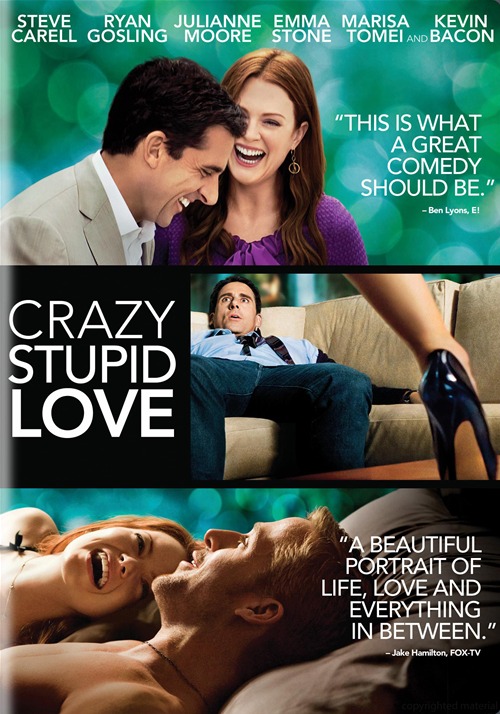 STEVE CARELL RYAN GOSLING JULIANNE MOORE EMMA STONE MARISA TOMEI AND KEVIN BACON
“THIS IS WHAT
A GREAT
COMEDY
SHOULD BE.”
– Ben Lyons, E!
CRAZY
STUPID
LOVE
“A BEAUTIFUL
PORTRAIT OF
LIFE, LOVE AND
EVERYTHING
IN BETWEEN.”
– Jake Hamilton, FOX-TV
copyrighted material